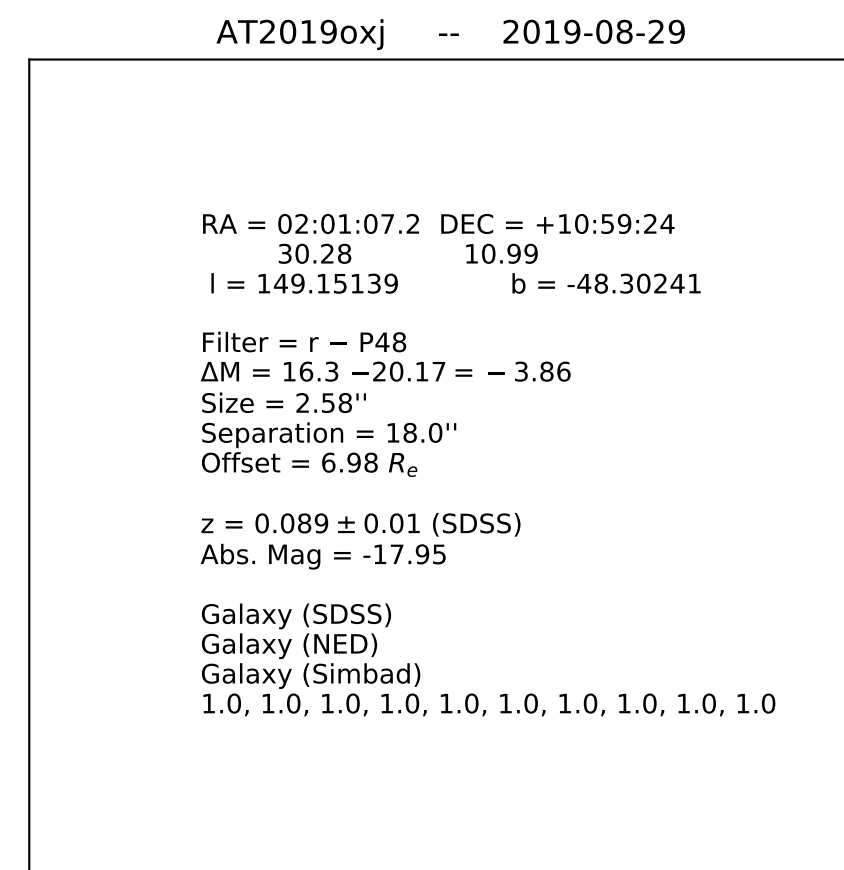 AT2019oxj -- 2019-08-29
RA = 02:01:07.2 DEC = +10:59:24
30.28 10.99
l = 149.15139 b = -48.30241
Filter = r − P48
ΔM = 16.3 −20.17 = − 3.86
Size = 2.58''
Separation = 18.0''
Offset = 6.98 Rₑ
z = 0.089 ± 0.01 (SDSS)
Abs. Mag = -17.95
Galaxy (SDSS)
Galaxy (NED)
Galaxy (Simbad)
1.0, 1.0, 1.0, 1.0, 1.0, 1.0, 1.0, 1.0, 1.0, 1.0